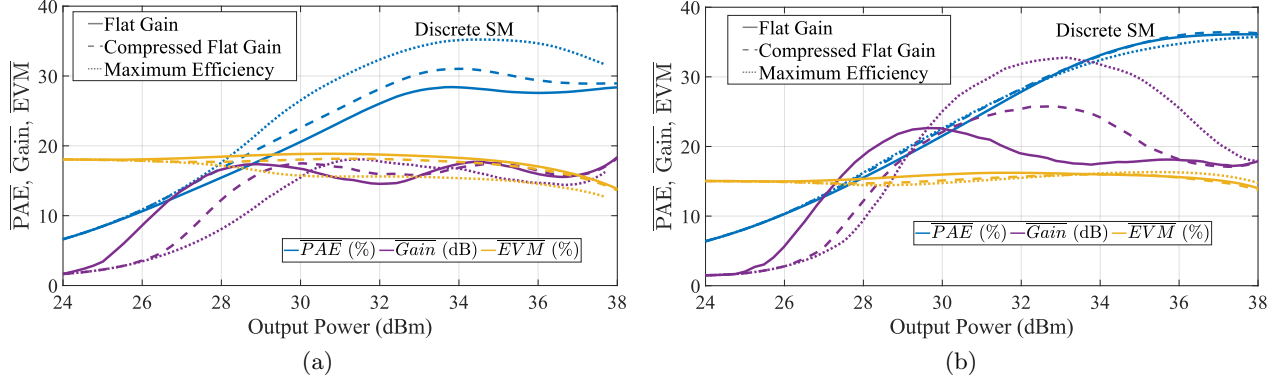 40
30
20
10
0
24
26
28
30
32
34
36
38
PAE, Gain, EVM
Output Power (dBm)
Flat Gain
Compressed Flat Gain
Maximum Efficiency
Discrete SM
PAE (%) Gain (dB) EVM (%)
(a)
40
30
20
10
0
24
26
28
30
32
34
36
38
PAE, Gain, EVM
Output Power (dBm)
Flat Gain
Compressed Flat Gain
Maximum Efficiency
Discrete SM
PAE (%) Gain (dB) EVM (%)
(b)